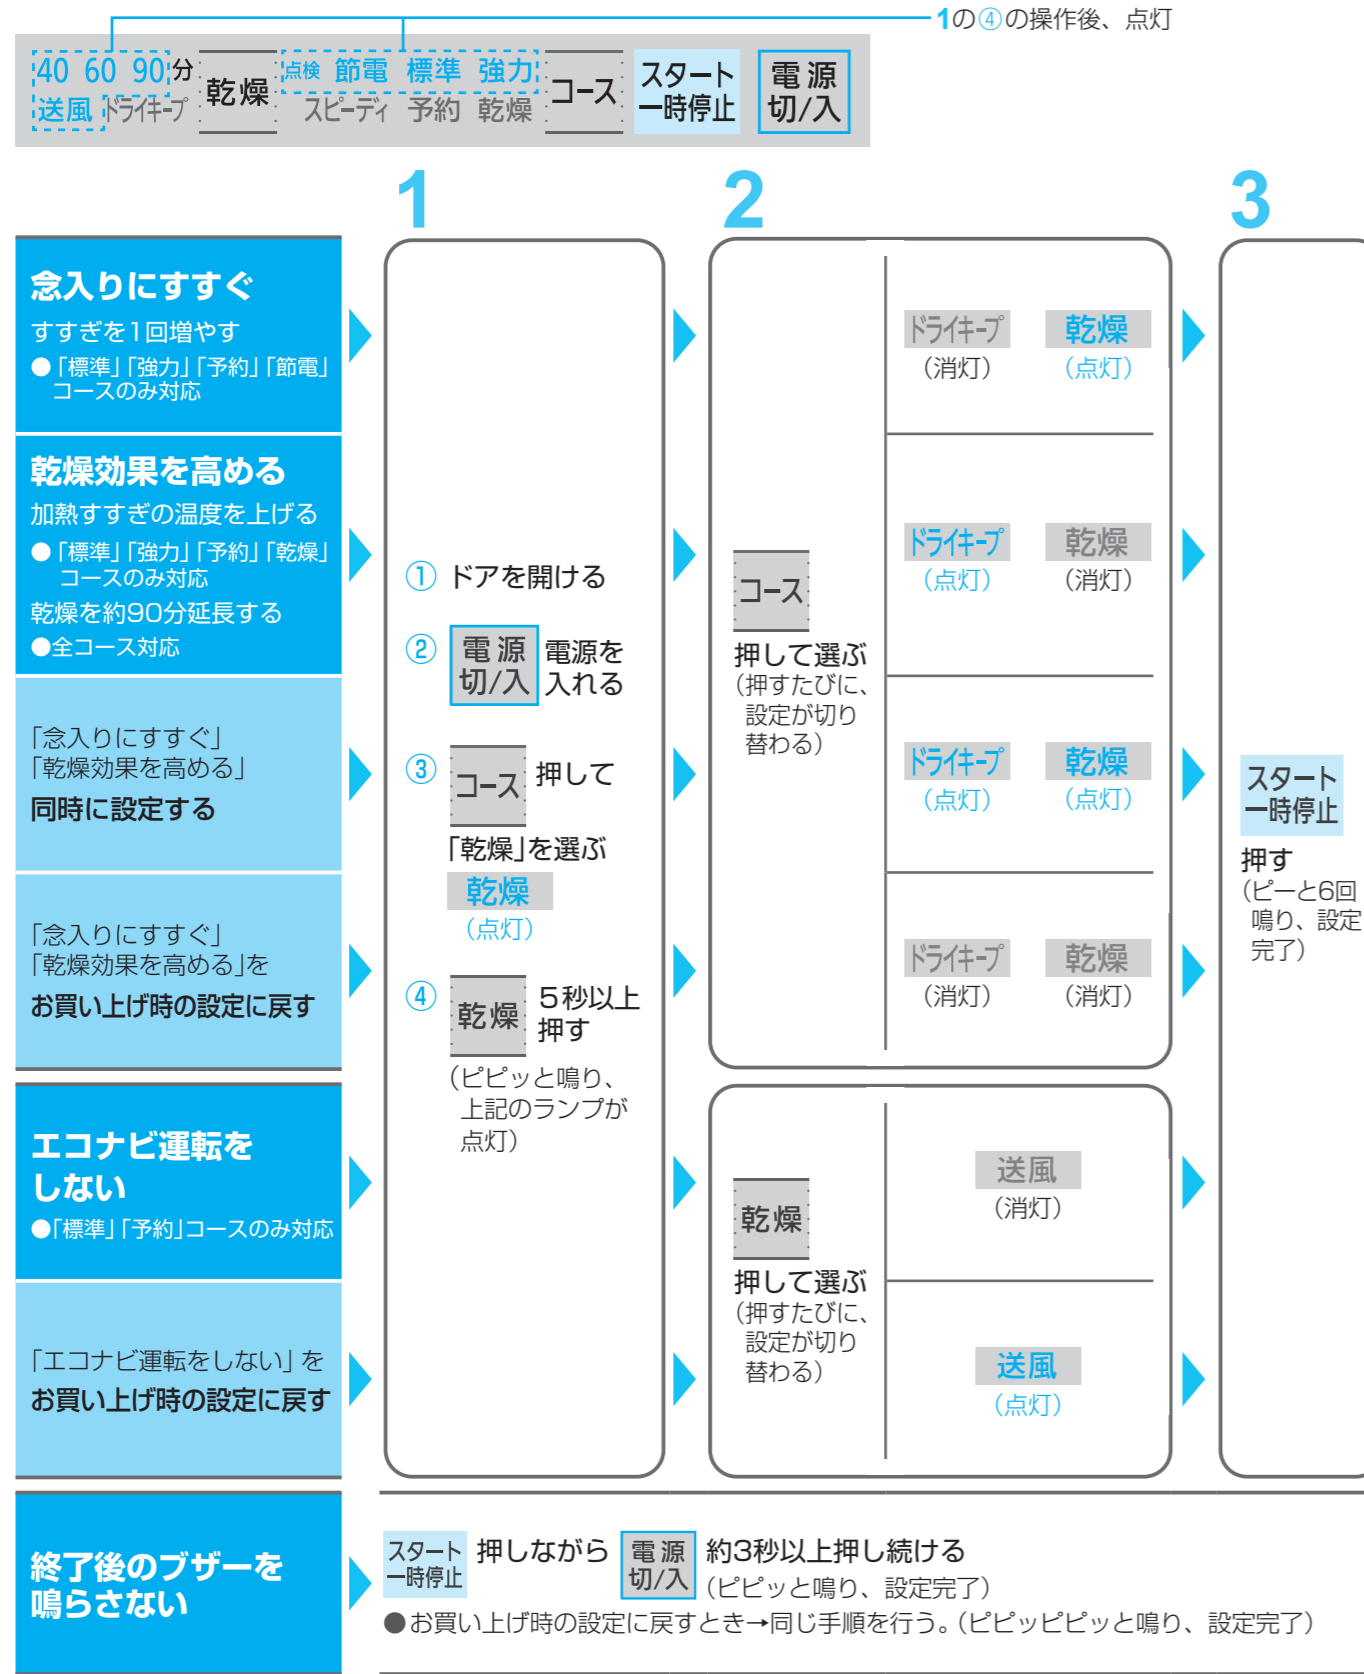 1の④の操作後、点灯
40 60 90分
送風 ドライキープ
乾燥
点検 節電 標準 強力
スピーディ 予約 乾燥
コース
スタート
一時停止
電源
切/入
1
2
3
念入りにすすぐ
すすぎを1回増やす
●「標準」「強力」「予約」「節電」
コースのみ対応
乾燥効果を高める
加熱すすぎの温度を上げる
●「標準」「強力」「予約」「乾燥」
コースのみ対応
乾燥を約90分延長する
●全コース対応
「念入りにすすぐ」
「乾燥効果を高める」
同時に設定する
「念入りにすすぐ」
「乾燥効果を高める」を
お買い上げ時の設定に戻す
エコナビ運転を
しない
●「標準」「予約」コースのみ対応
「エコナビ運転をしない」を
お買い上げ時の設定に戻す
① ドアを開ける
② 電源 電源を
切/入 入れる
③ コース 押して
「乾燥」を選ぶ
乾燥
(点灯)
④ 乾燥 5秒以上
押す
(ピピッと鳴り、
上記のランプが
点灯)
コース
押して選ぶ
(押すたびに、
設定が切り
替わる)
ドライキープ 乾燥
(消灯) (点灯)
ドライキープ 乾燥
(点灯) (消灯)
ドライキープ 乾燥
(点灯) (点灯)
ドライキープ 乾燥
(消灯) (消灯)
乾燥
押して選ぶ
(押すたびに、
設定が切り
替わる)
送風
(消灯)
送風
(点灯)
スタート
一時停止
押す
(ピーと6回
鳴り、設定
完了)
終了後のブザーを
鳴らさない
スタート
一時停止
押しながら
電源
切/入
約3秒以上押し続ける
(ピピッと鳴り、設定完了)
●お買い上げ時の設定に戻すとき→同じ手順を行う。(ピピッピピッと鳴り、設定完了)